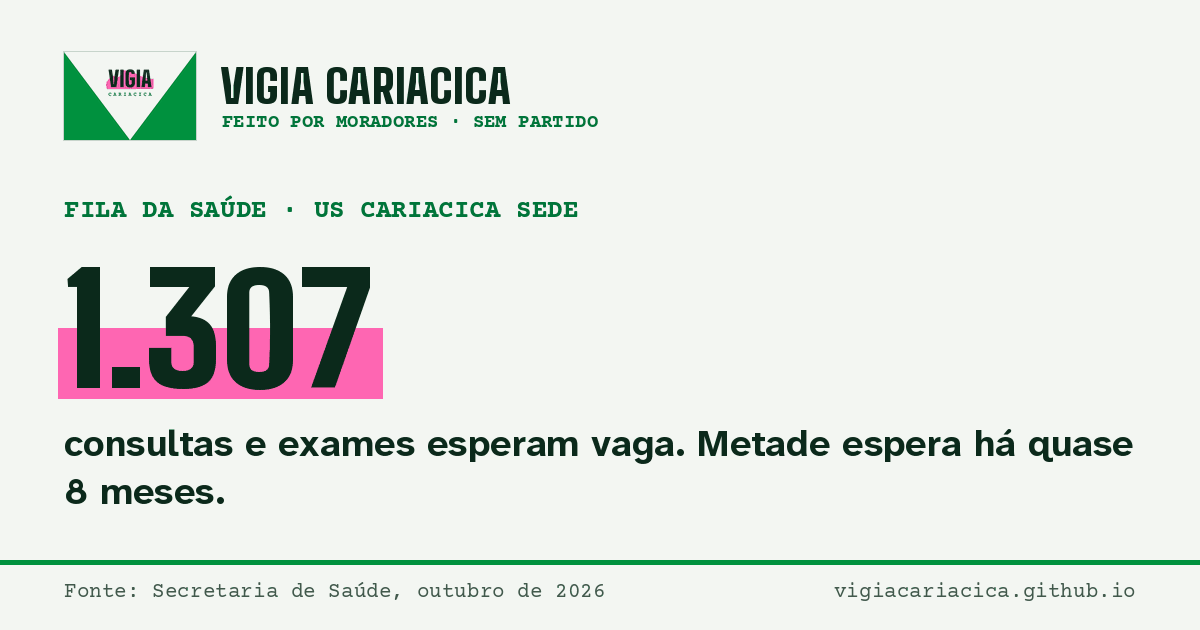 VIGIA
CARIACICA
VIGIA CARIACICA
FEITO POR MORADORES · SEM PARTIDO
FILA DA SAÚDE · US CARIACICA SEDE
1.307
consultas e exames esperam vaga. Metade espera há quase
8 meses.
Fonte: Secretaria de Saúde, outubro de 2026
vigiacariacica.github.io